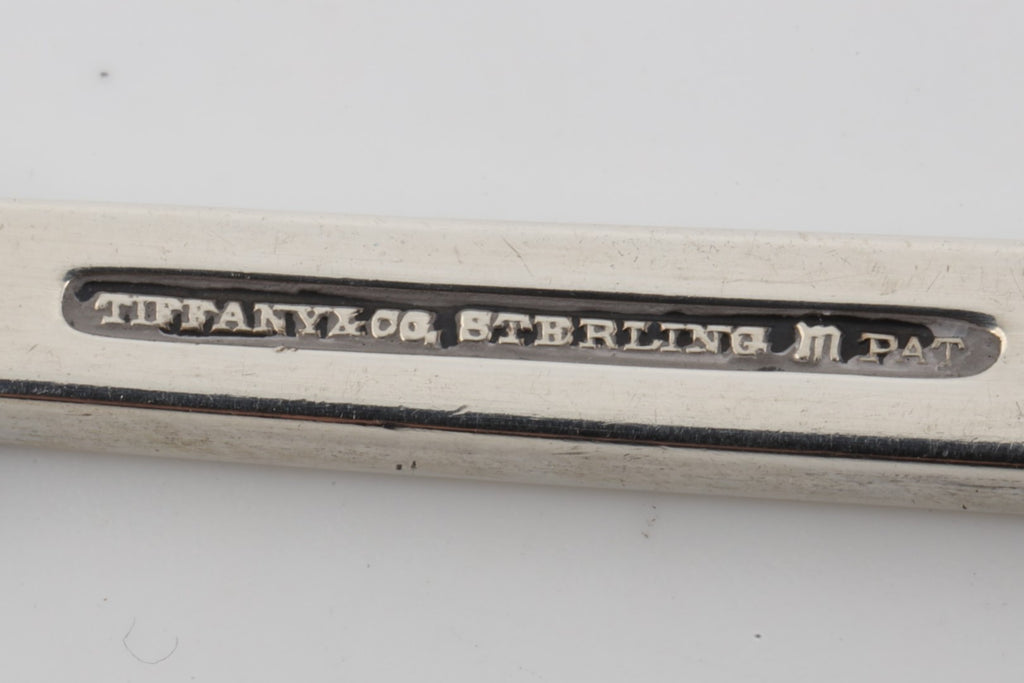 TIFFANY & CO. STERLING M PAT